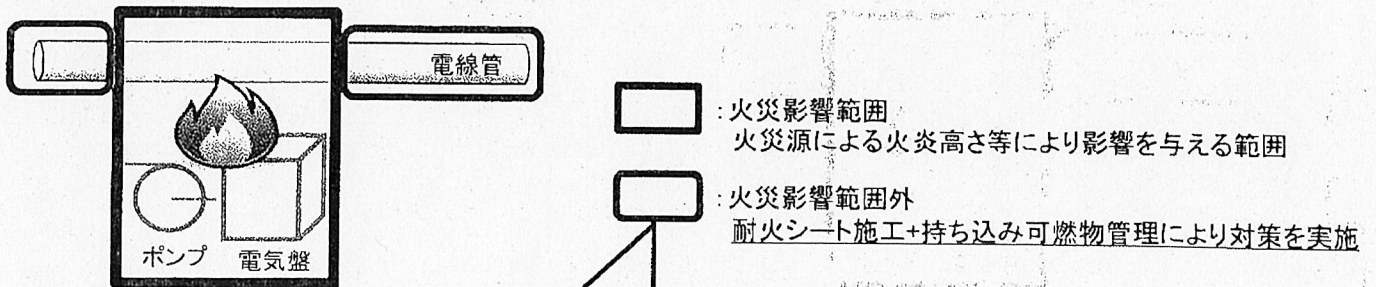 電線管
ポンプ 電気盤
：火災影響範囲
火災源による火炎高さ等により影響を与える範囲
：火災影響範囲外
耐火シート施工+持ち込み可燃物管理により対策を実施